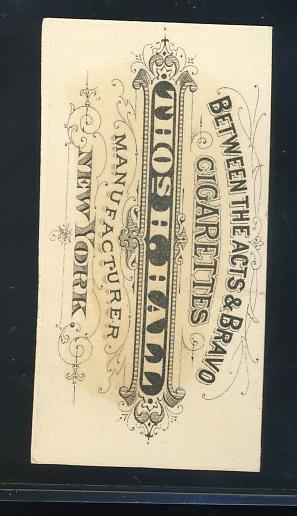 BETWEEN THE ACTS & BRAVO
CIGARETTES
THOS. H. HALL
MANUFACTURER
NEW YORK